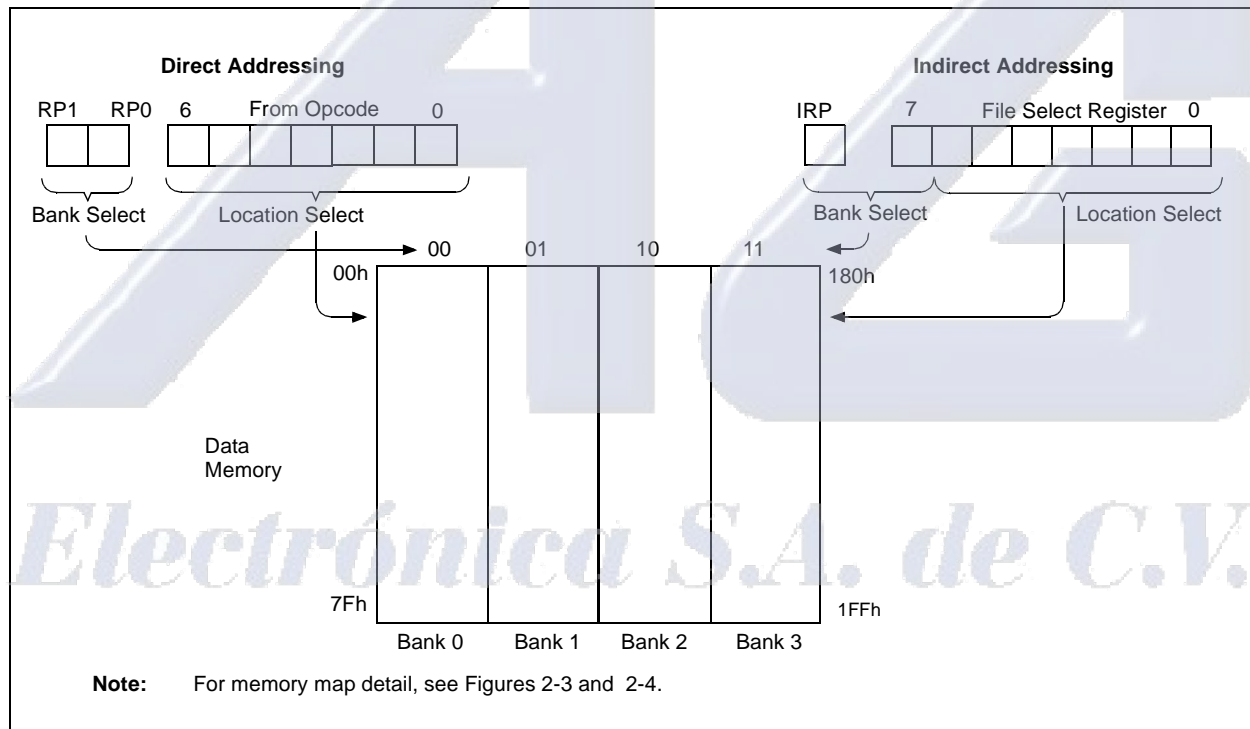 Direct Addressing
Indirect Addressing
RP1 RP0 6 From Opcode 0
IRP 7 File Select Register 0
Bank Select Location Select
Bank Select Location Select
00 01 10 11
00h
180h
Data
Memory
7Fh
1FFh
Bank 0 Bank 1 Bank 2 Bank 3
Note: For memory map detail, see Figures 2-3 and 2-4.
AG
Electrónica S.A. de C.V.